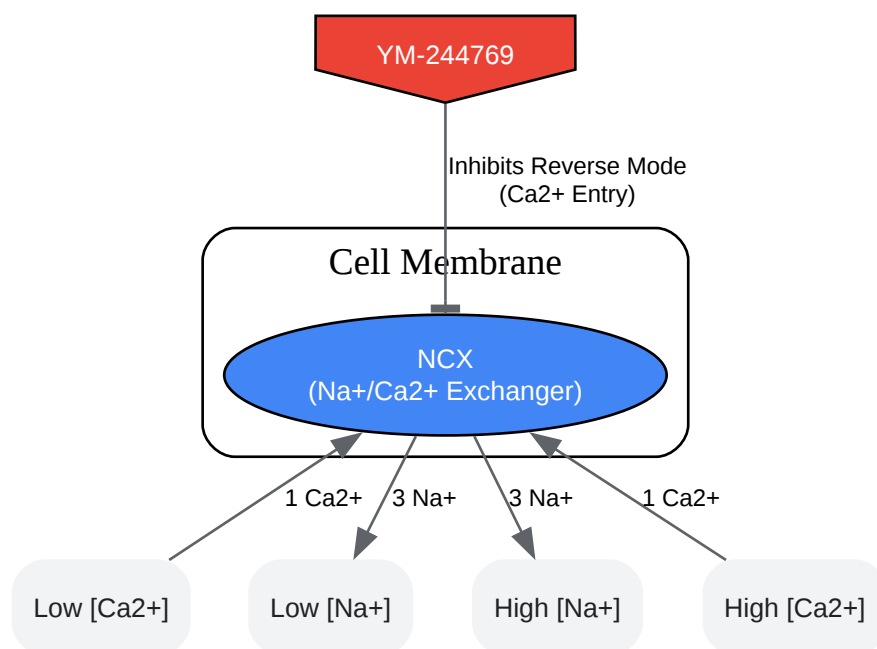 YM-244769
Inhibits Reverse Mode
(Ca2+ Entry)
Cell Membrane
NCX
(Na+/Ca2+ Exchanger)
1 Ca2+
3 Na+
3 Na+
1 Ca2+
Low [Ca2+]
Low [Na+]
High [Na+]
High [Ca2+]